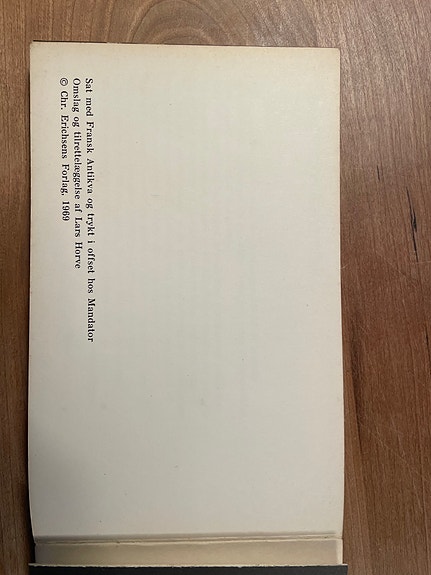 Sat med Fransk Antikva og trykt i offset hos Mandator
Omslag og tilrettelæggelse af Lars Horve
© Chr. Erichsens Forlag, 1969